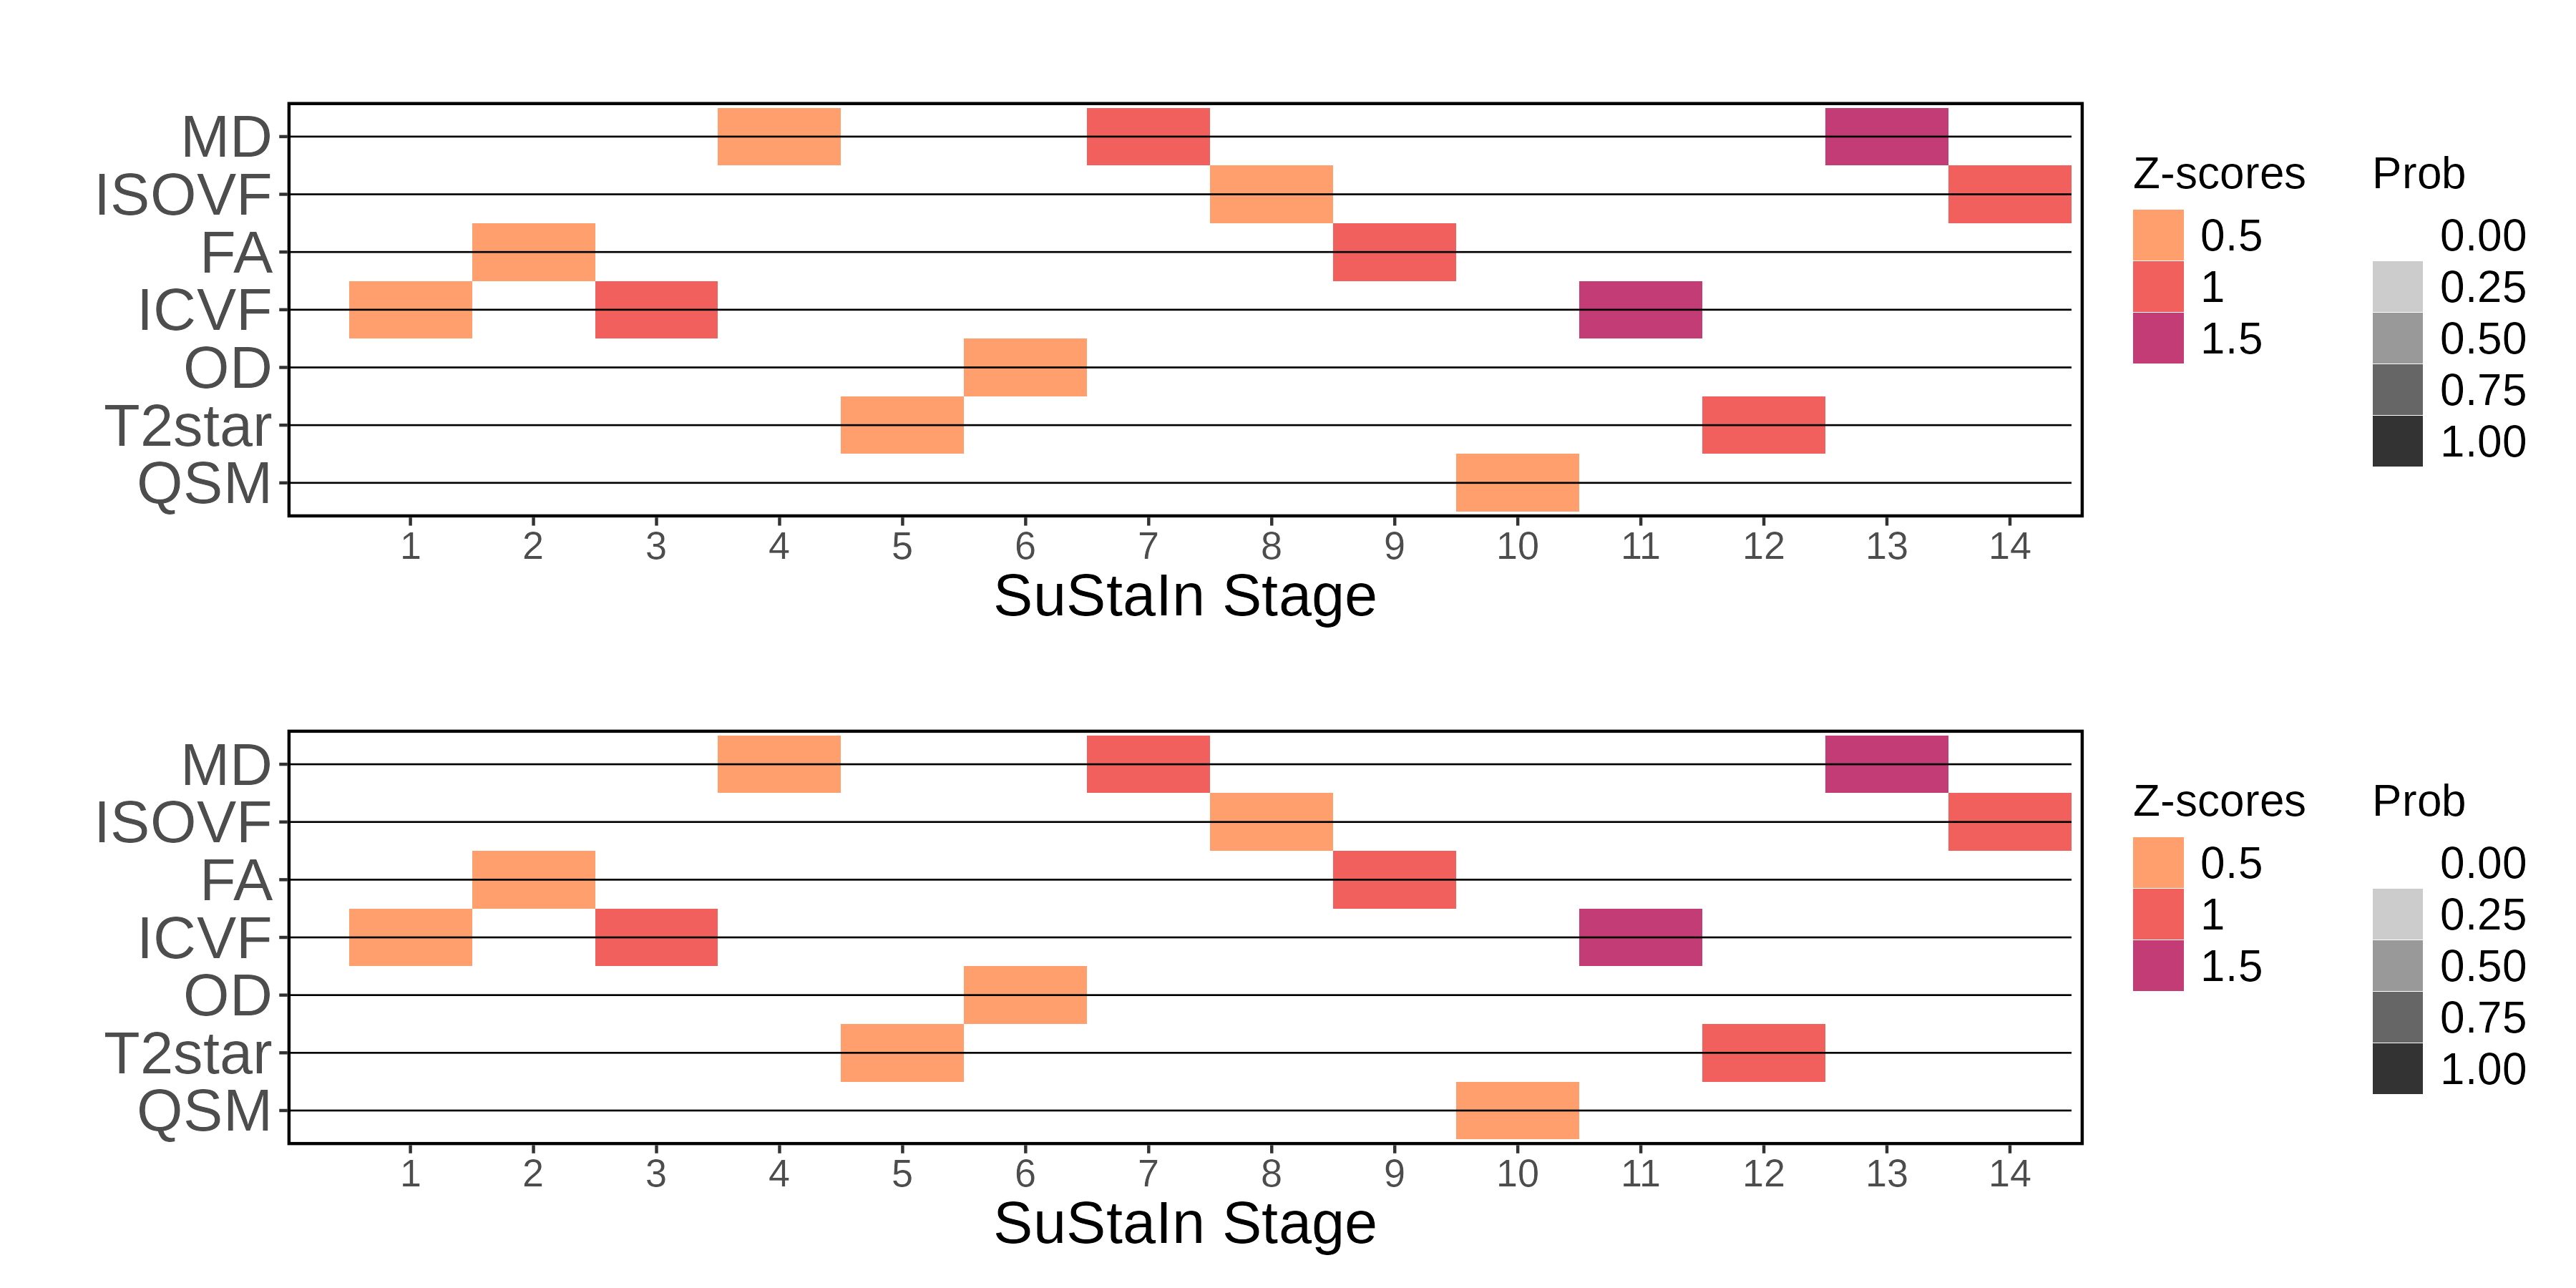 MD
ISOVF
FA
ICVF
OD
T2star
QSM
1 2 3 4 5 6 7 8 9 10 11 12 13 14
SuStaIn Stage
Z-scores
0.5
1
1.5
Prob
0.00
0.25
0.50
0.75
1.00
MD
ISOVF
FA
ICVF
OD
T2star
QSM
1 2 3 4 5 6 7 8 9 10 11 12 13 14
SuStaIn Stage
Z-scores
0.5
1
1.5
Prob
0.00
0.25
0.50
0.75
1.00